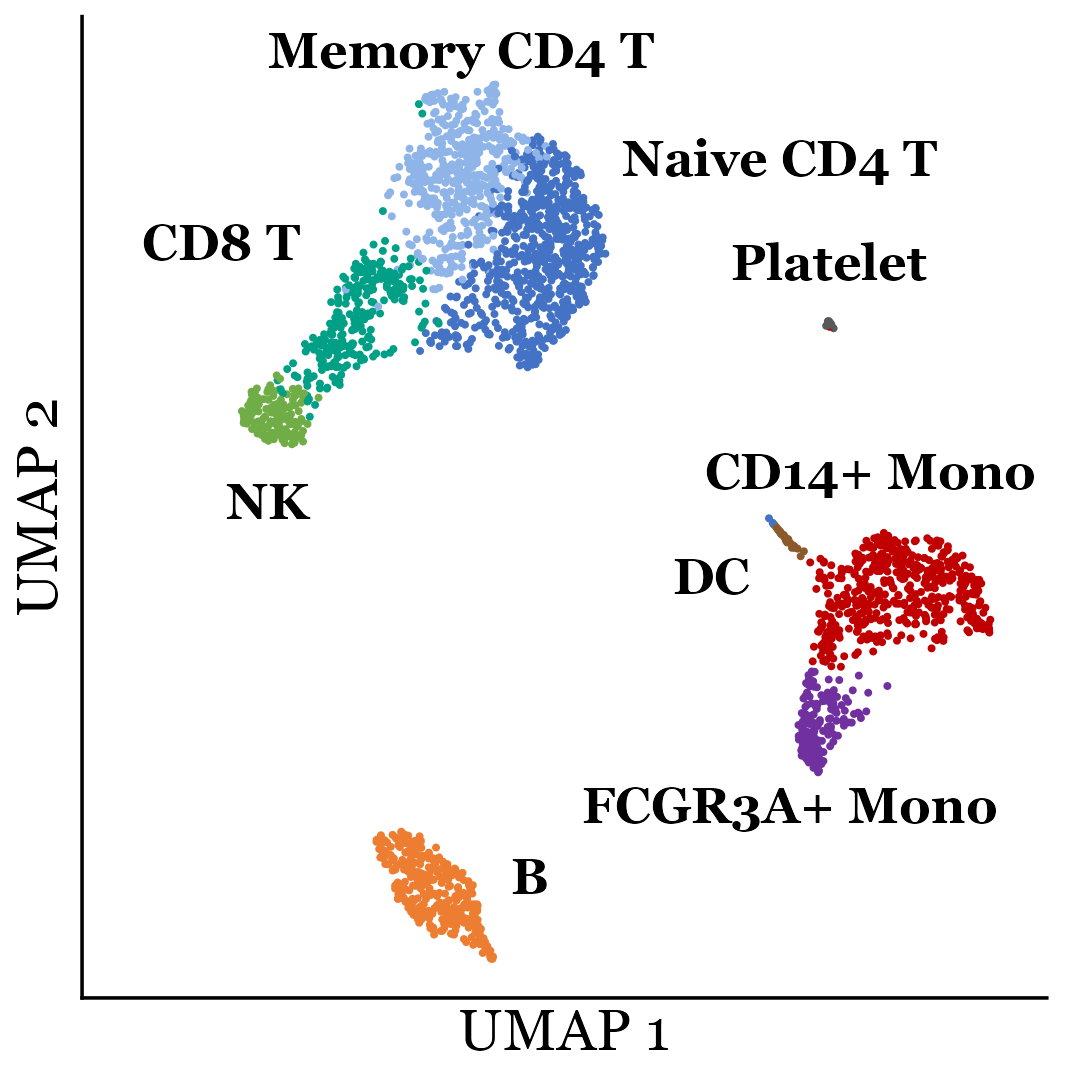 Memory CD4 T
Naive CD4 T
CD8 T
Platelet
NK
CD14+ Mono
DC
FCGR3A+ Mono
B
UMAP 2
UMAP 1